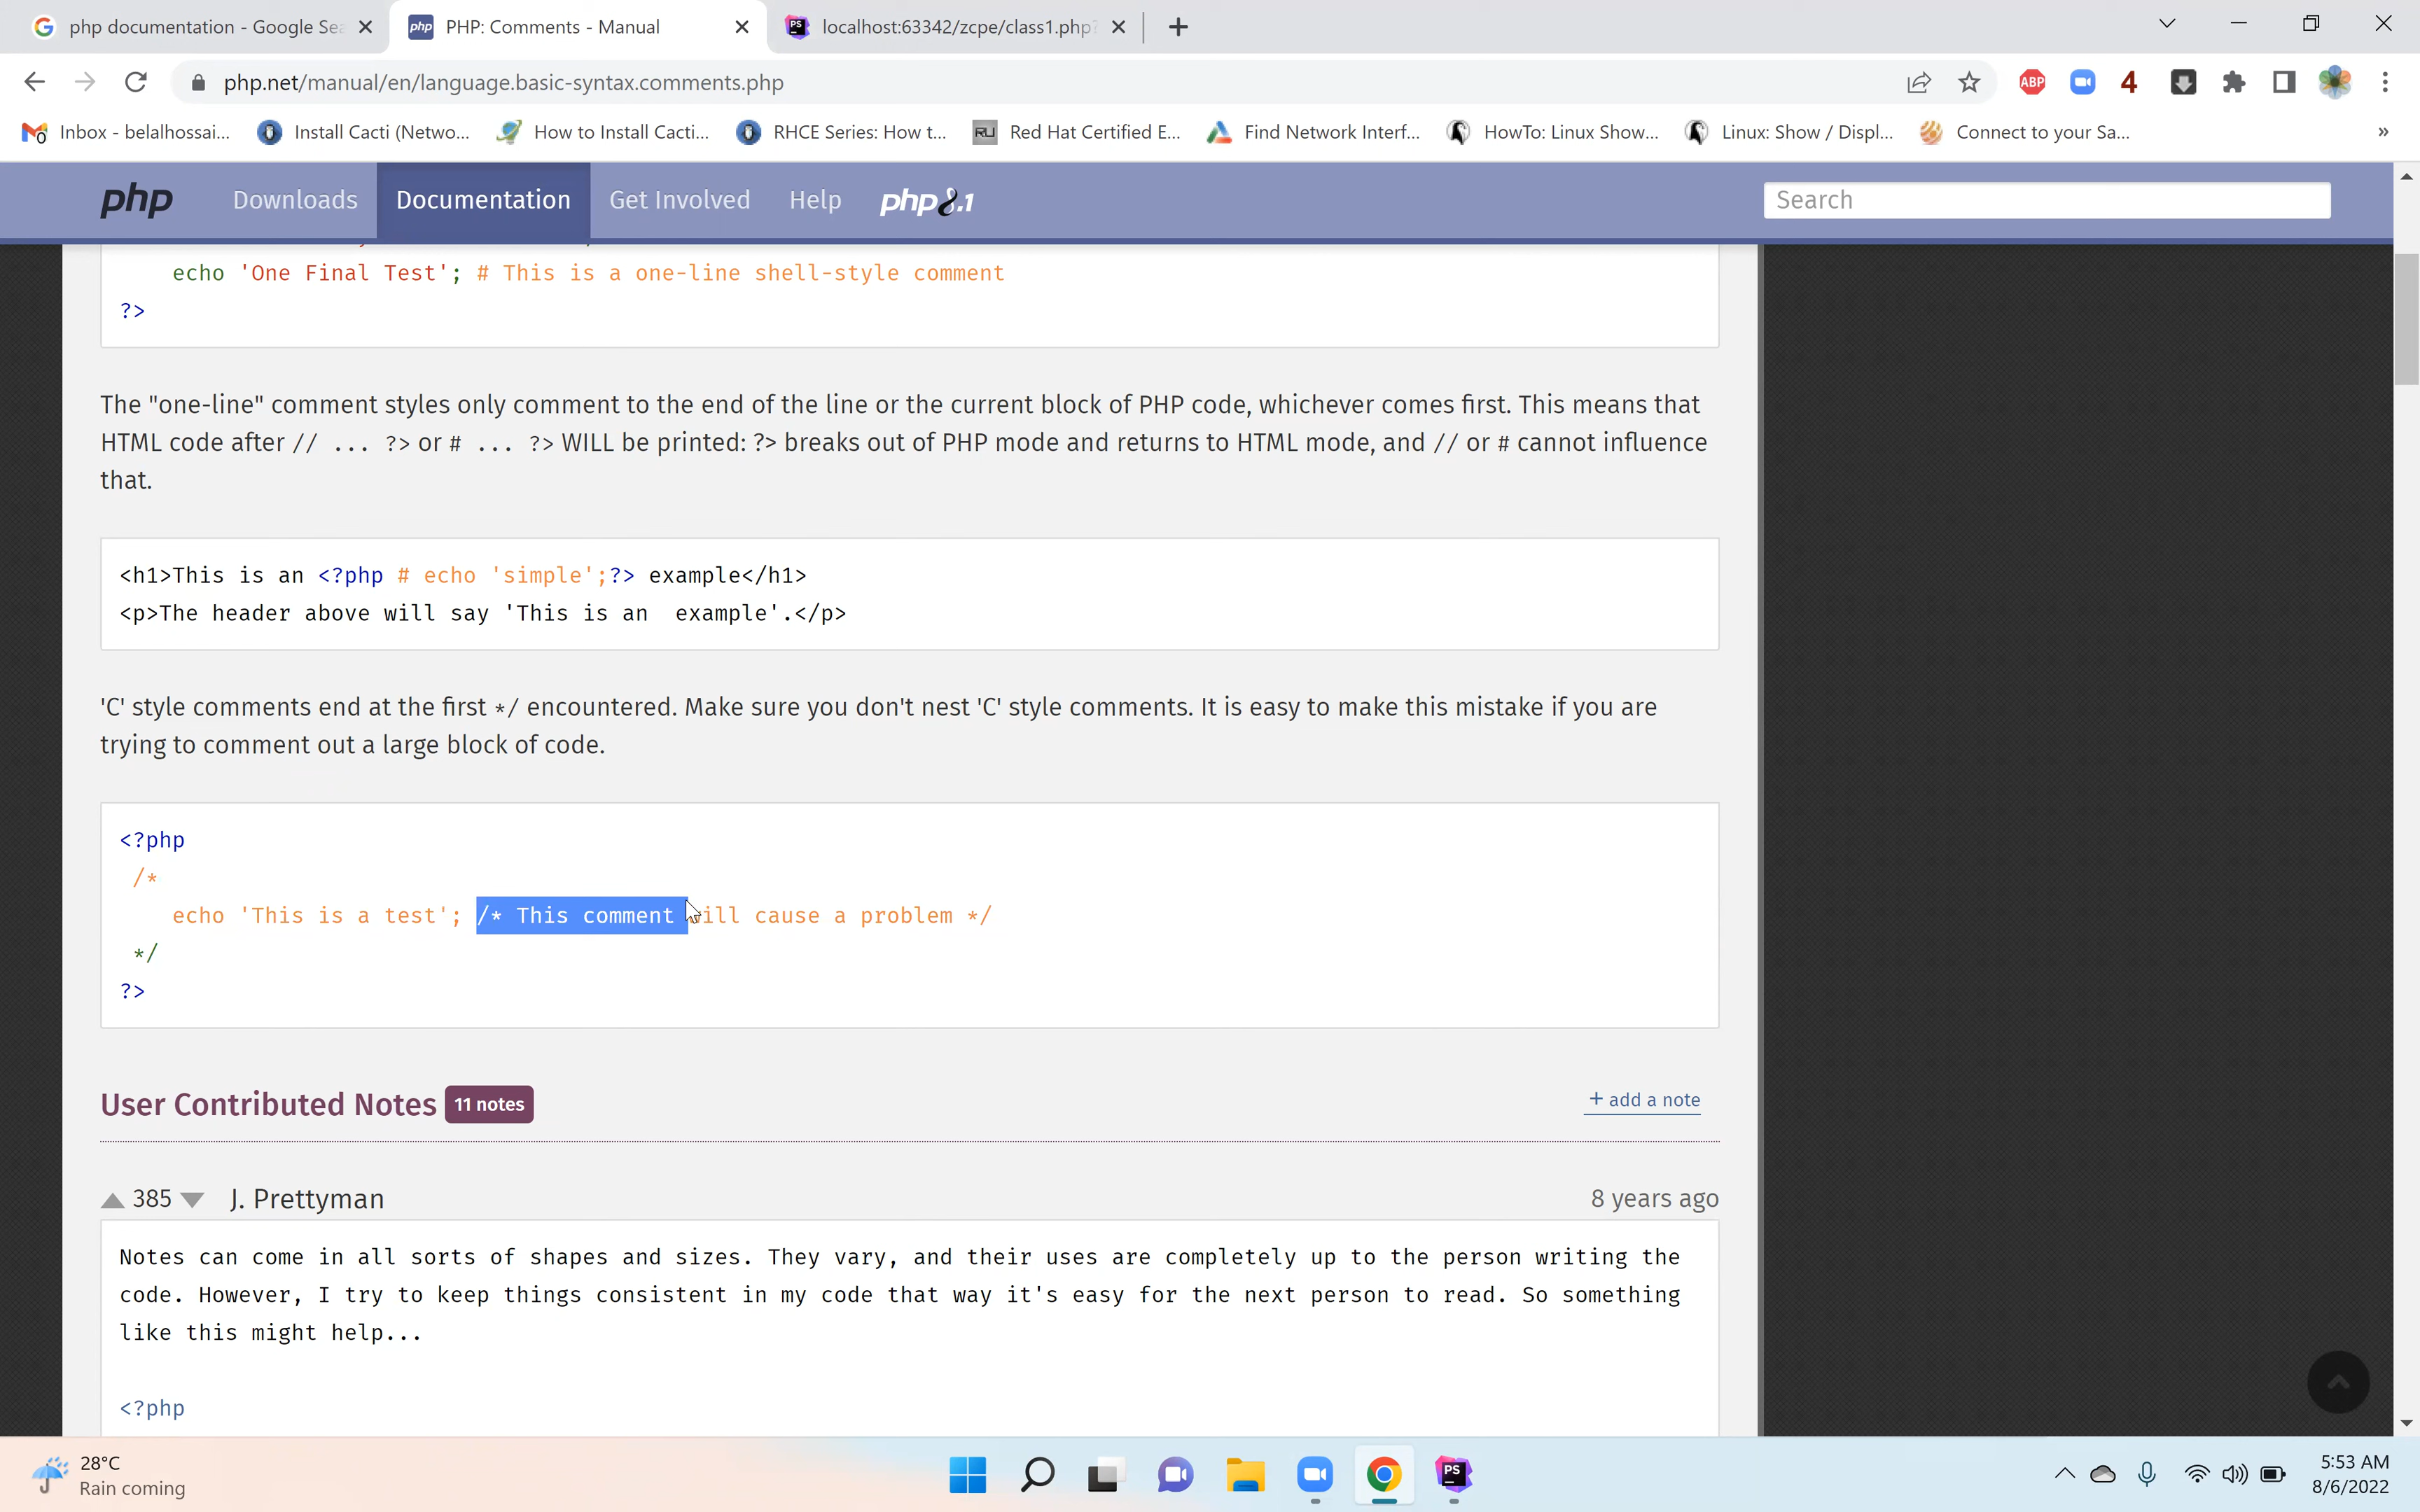 php documentation - Google Sea
PHP: Comments - Manual
PS
localhost:63342/zcpe/class1.php?
php.net/manual/en/language.basic-syntax.comments.php
ABP
4
Inbox - belalhossai...
Install Cacti (Netwo...
How to Install Cacti...
RHCE Series: How t...
RU
Red Hat Certified E...
Find Network Interf...
HowTo: Linux Show...
Linux: Show / Displ...
Connect to your Sa...
»
php
Downloads
Documentation
Get Involved
Help
php8.1
Search
echo 'One Final Test'; # This is a one-line shell-style comment
?>
The "one-line" comment styles only comment to the end of the line or the current block of PHP code, whichever comes first. This means that
HTML code after // ... ?> or # ... ?> WILL be printed: ?> breaks out of PHP mode and returns to HTML mode, and // or # cannot influence
that.
<h1>This is an <?php # echo 'simple';?> example</h1>
<p>The header above will say 'This is an  example'.</p>
'C' style comments end at the first */ encountered. Make sure you don't nest 'C' style comments. It is easy to make this mistake if you are
trying to comment out a large block of code.
<?php
/*
echo 'This is a test'; /* This comment will cause a problem */
*/
?>
User Contributed Notes 11 notes
+ add a note
385
J. Prettyman
8 years ago
Notes can come in all sorts of shapes and sizes. They vary, and their uses are completely up to the person writing the
code. However, I try to keep things consistent in my code that way it's easy for the next person to read. So something
like this might help...
<?php
28°C
Rain coming
PS
5:53 AM
8/6/2022